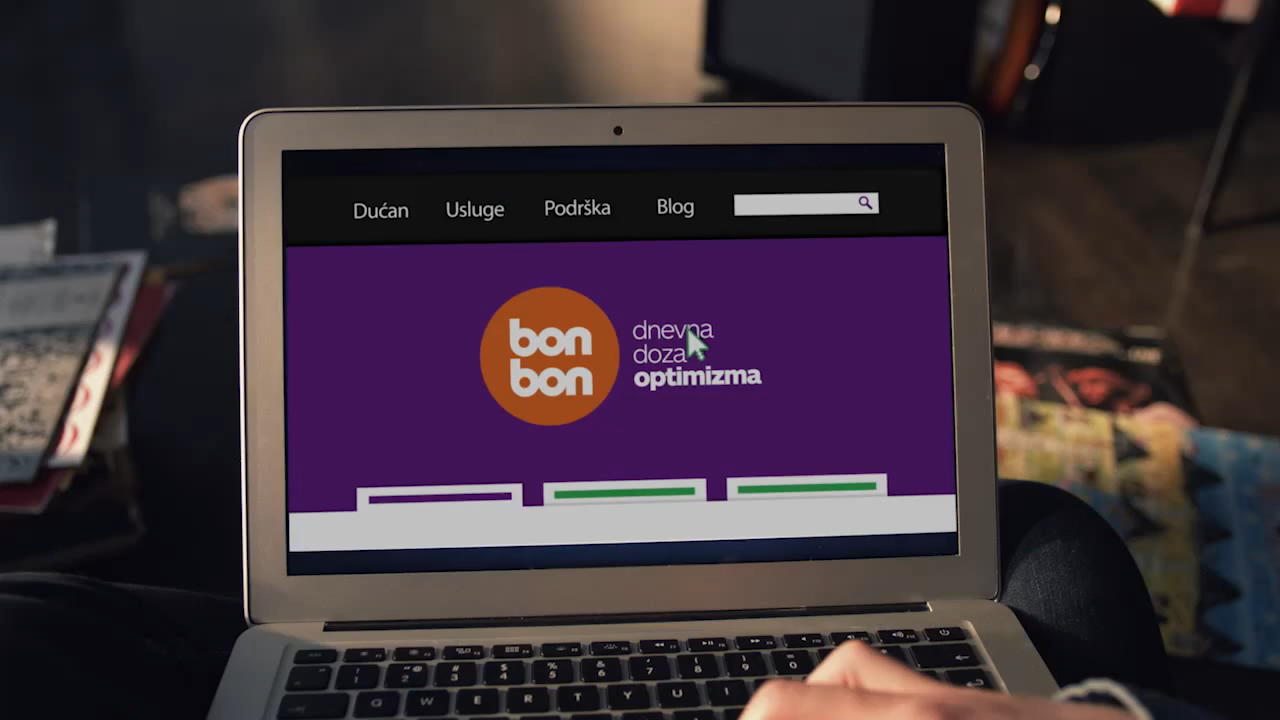 Dućan Usluge Podrška Blog
bon
bon
dnevna
doza
optimizma
Q W E R T Y U I